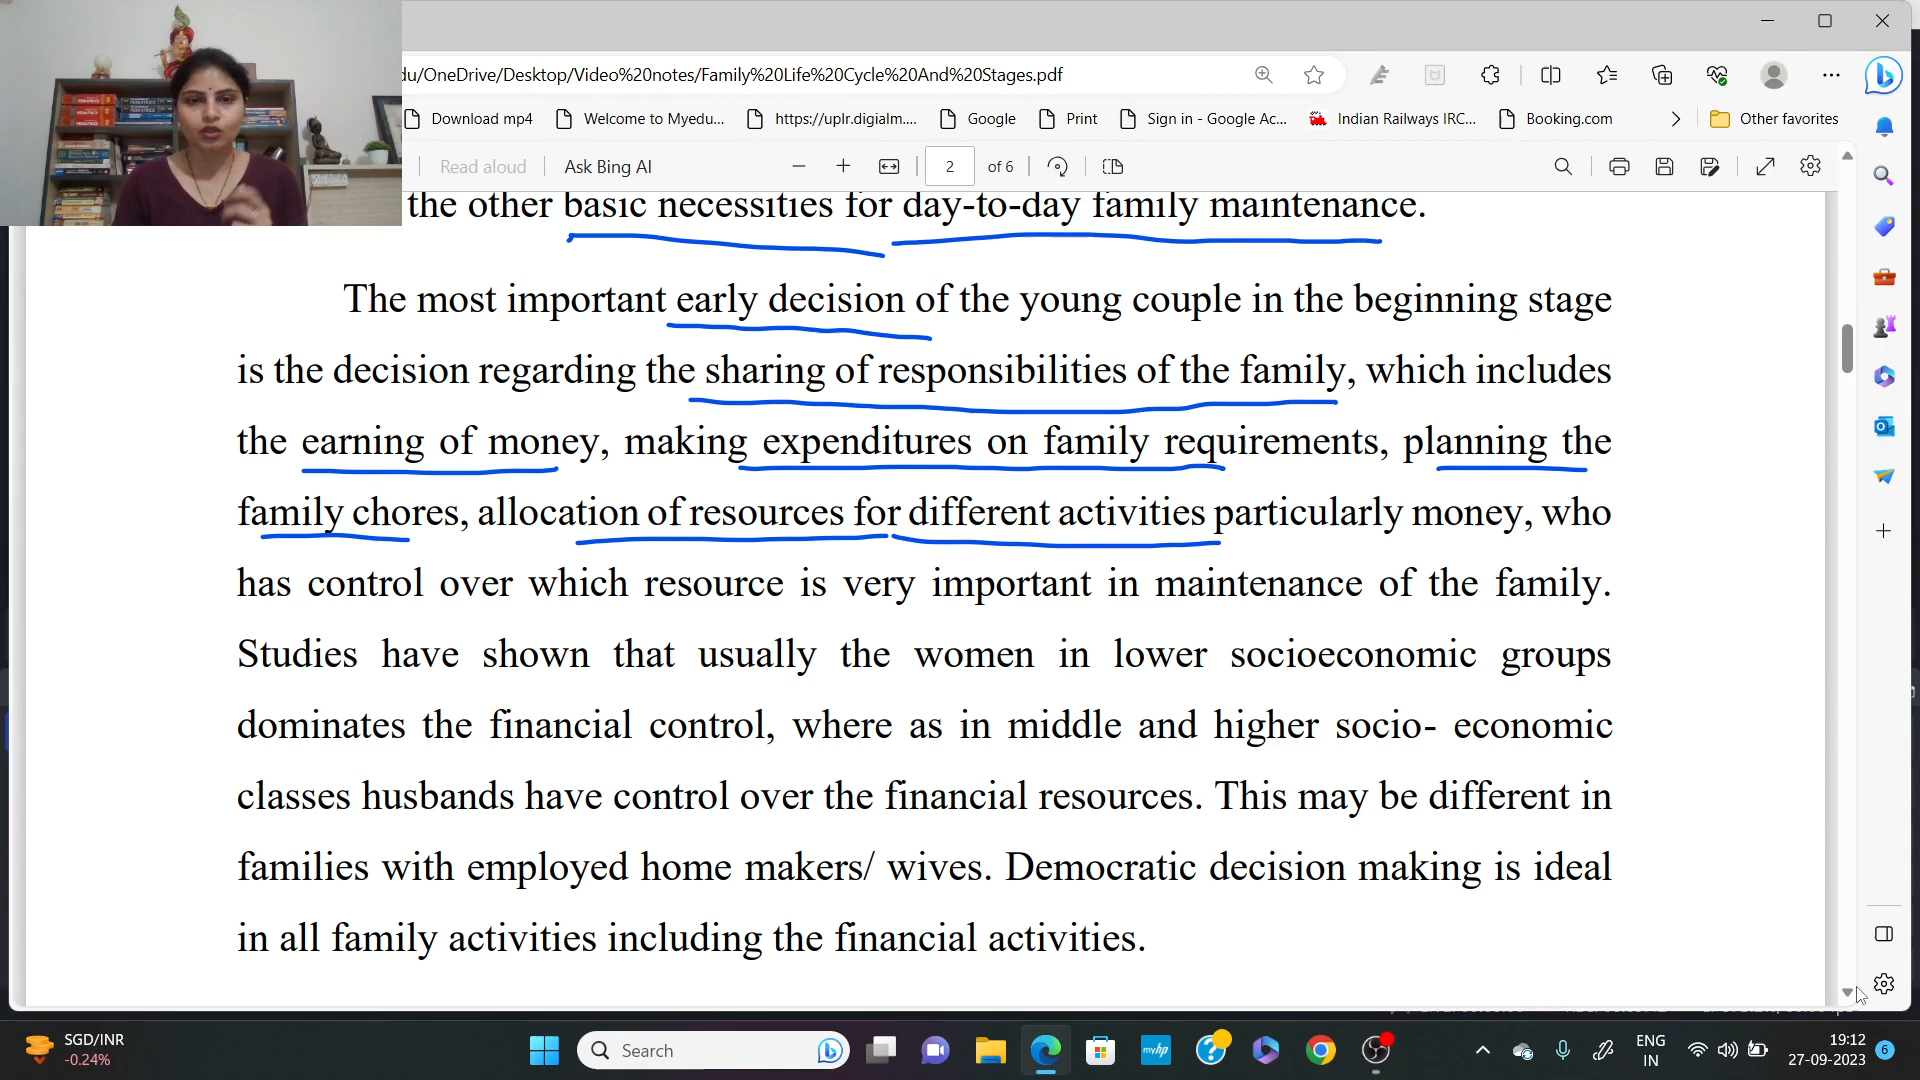 du/OneDrive/Desktop/Video%20notes/Family%20Life%20Cycle%20And%20Stages.pdf
Download mp4 Welcome to Myedu... https://uplr.digialm.... Google Print Sign in - Google Ac... Indian Railways IRC... Booking.com Other favorites
Read aloud Ask Bing AI 2 of 6
the other basic necessities for day-to-day family maintenance.
The most important early decision of the young couple in the beginning stage
is the decision regarding the sharing of responsibilities of the family, which includes
the earning of money, making expenditures on family requirements, planning the
family chores, allocation of resources for different activities particularly money, who
has control over which resource is very important in maintenance of the family.
Studies have shown that usually the women in lower socioeconomic groups
dominates the financial control, where as in middle and higher socio- economic
classes husbands have control over the financial resources. This may be different in
families with employed home makers/ wives. Democratic decision making is ideal
in all family activities including the financial activities.
SGD/INR
-0.24%
Search
myhp
ENG
IN
19:12
27-09-2023
6